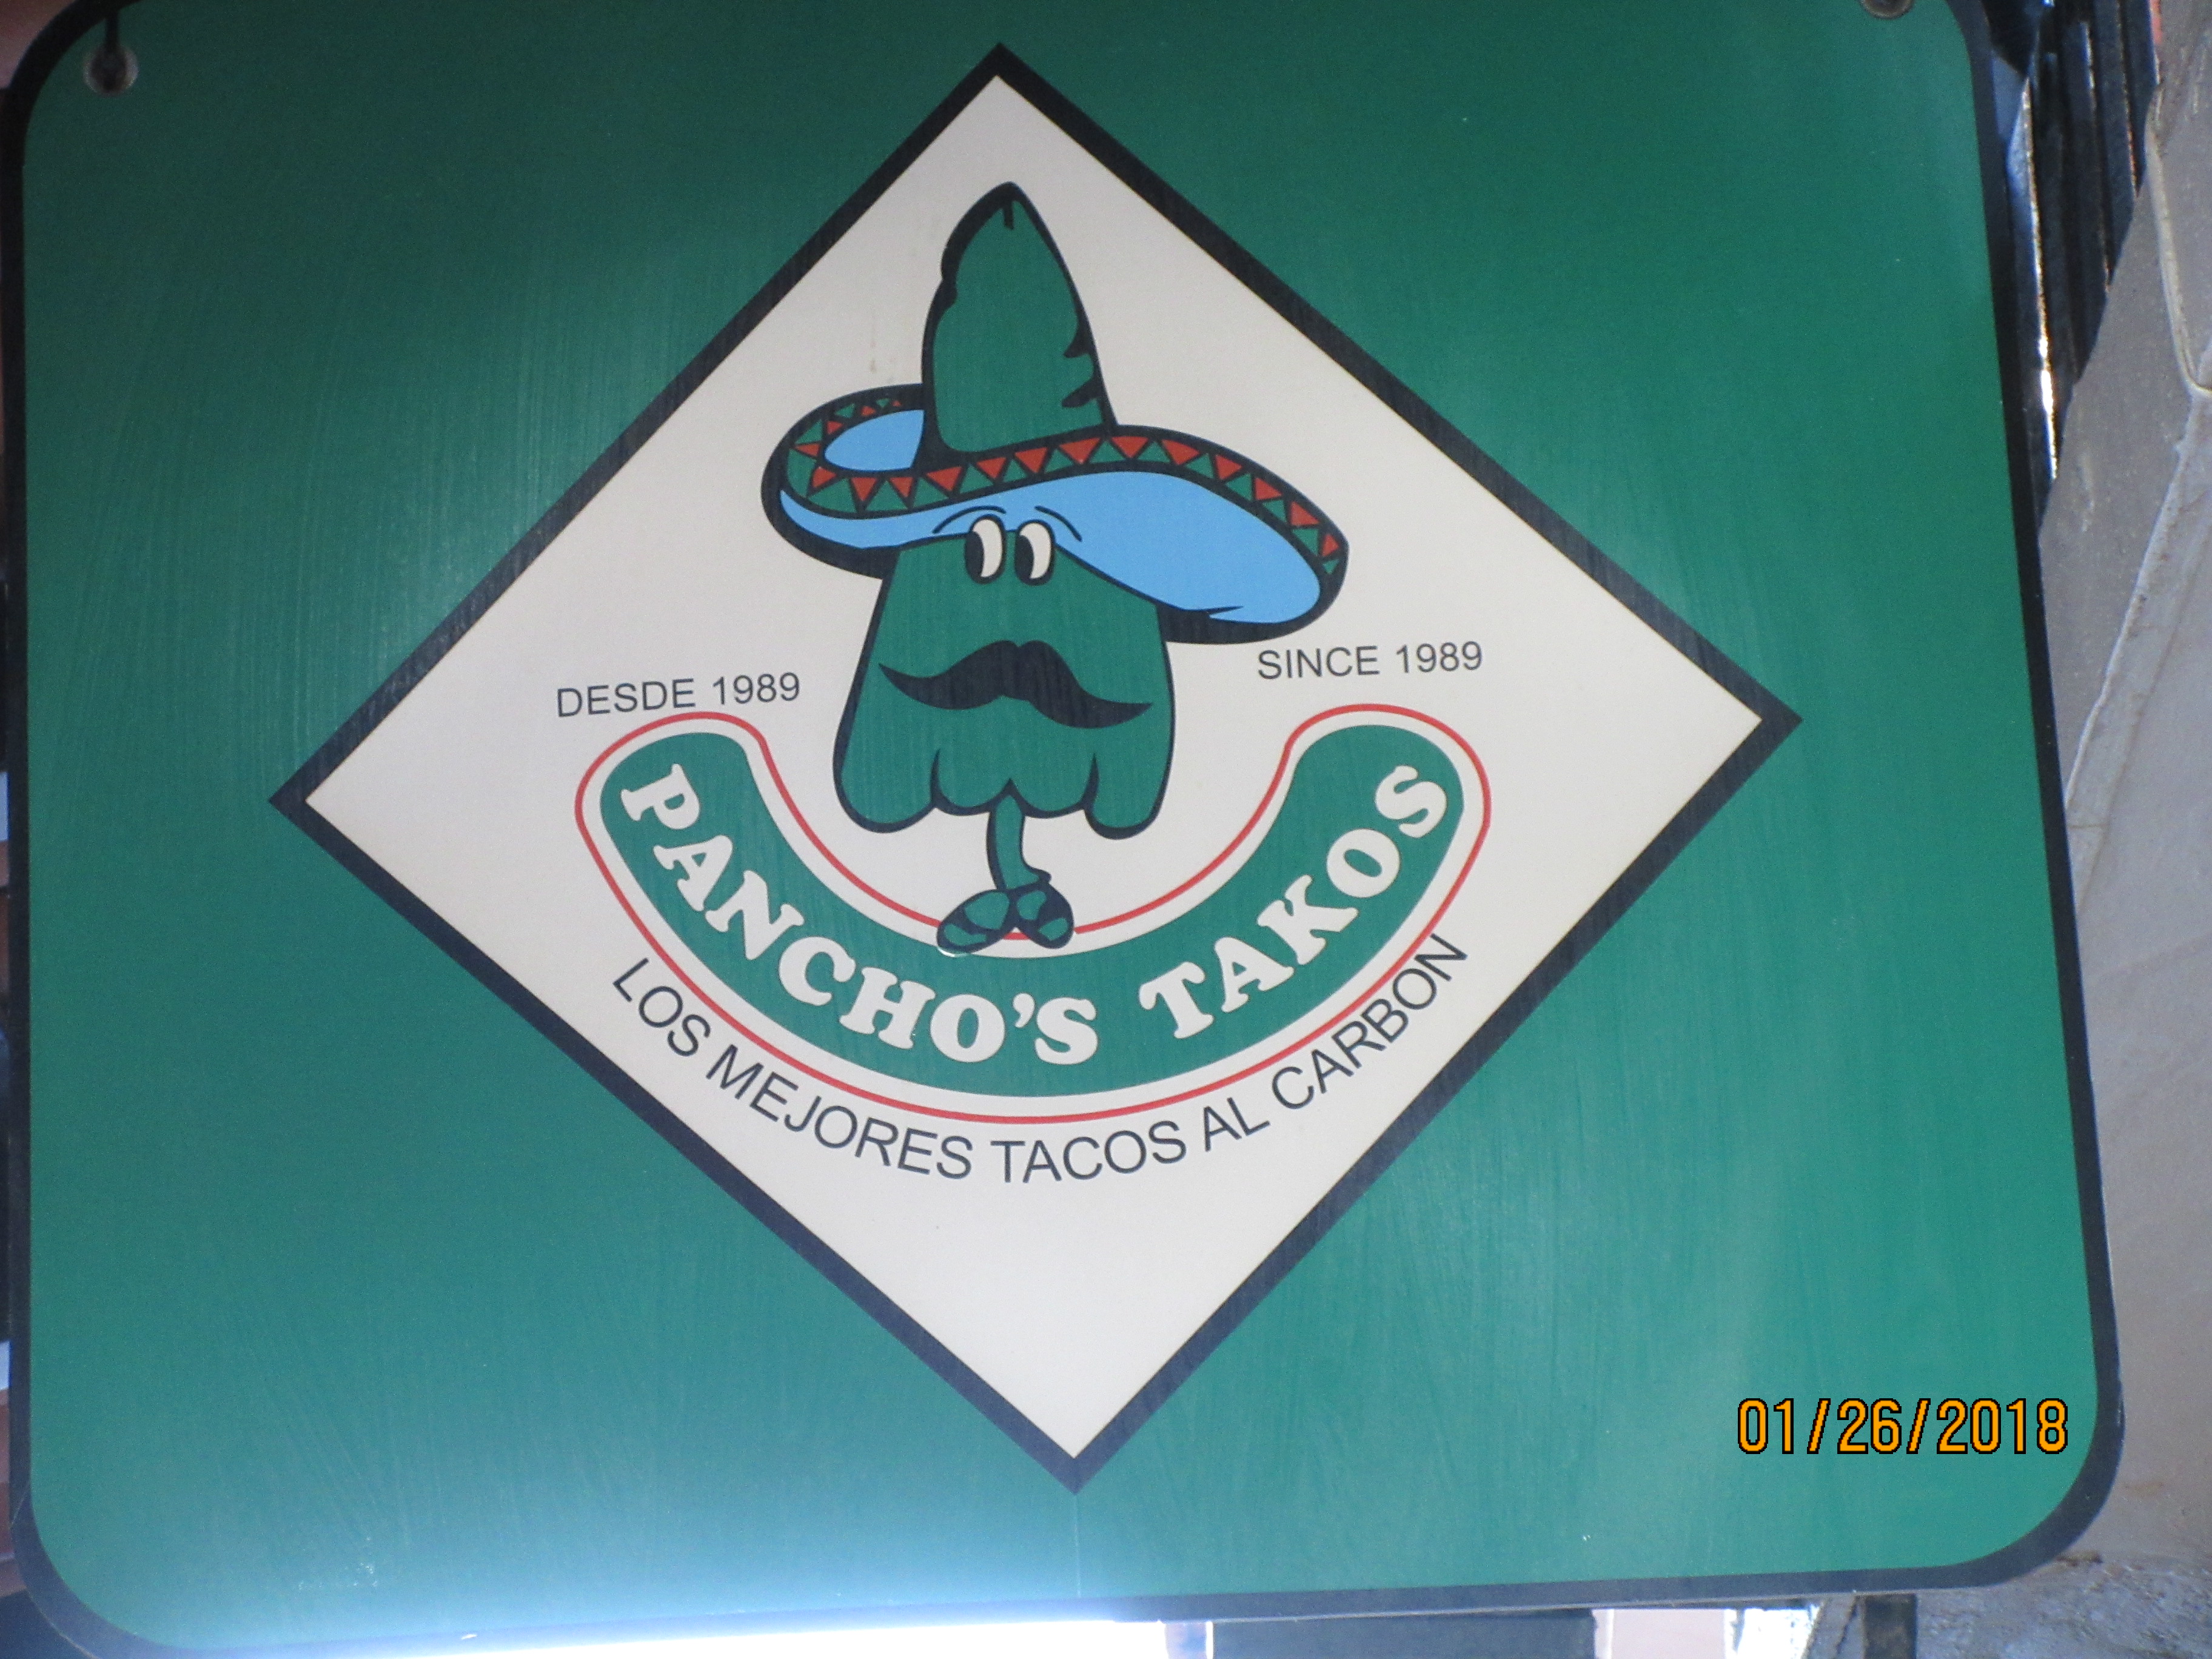 DESDE 1989
SINCE 1989
PANCHO'S TAKOS
LOS MEJORES TACOS AL CARBON
01/26/2018